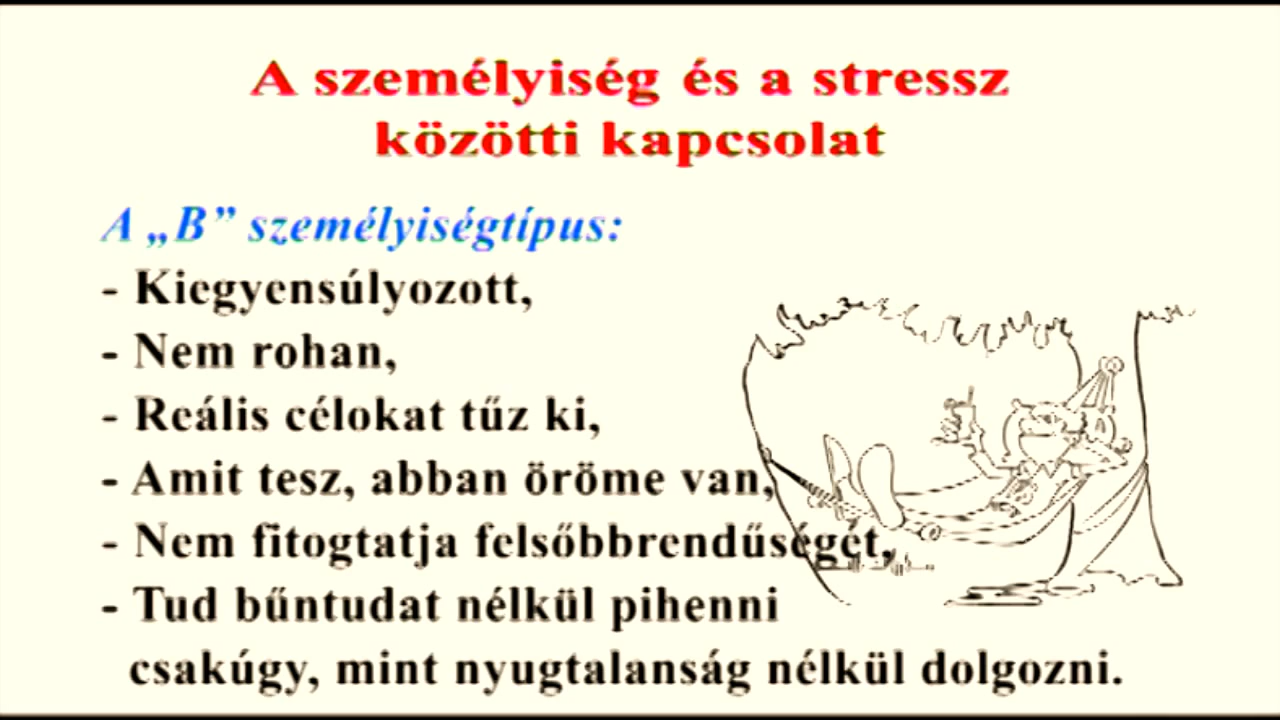 A személyiség és a stressz
közötti kapcsolat
A „B” személyiségtípus:
- Kiegyensúlyozott,
- Nem rohan,
- Reális célokat tűz ki,
- Amit tesz, abban öröme van,
- Nem fitogtatja felsőbbrendűségét,
- Tud bűntudat nélkül pihenni
csakúgy, mint nyugtalanság nélkül dolgozni.